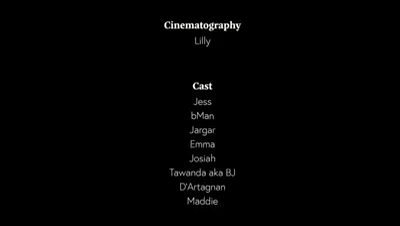 Cinematography
Lilly
Cast
Jess
bMan
Jargar
Emma
Josiah
Tawanda aka BJ
D'Artagnan
Maddie